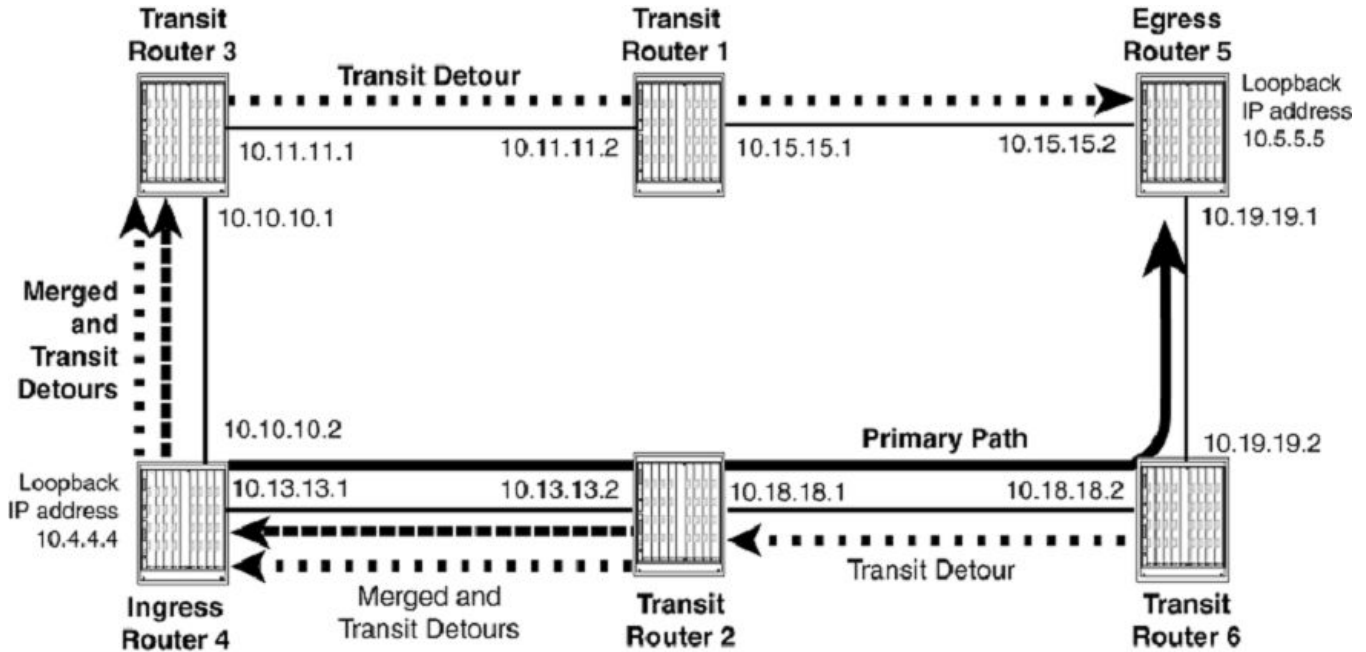 Transit
Router 3
Transit
Router 1
Egress
Router 5
Transit Detour
Loopback
IP address
10.5.5.5
10.11.11.1
10.11.11.2
10.15.15.1
10.15.15.2
10.10.10.1
10.19.19.1
Merged
and
Transit
Detours
10.10.10.2
Primary Path
10.19.19.2
Loopback
IP address
10.4.4.4
10.13.13.1
10.13.13.2
10.18.18.1
10.18.18.2
Transit Detour
Merged and
Transit Detours
Ingress
Router 4
Transit
Router 2
Transit
Router 6